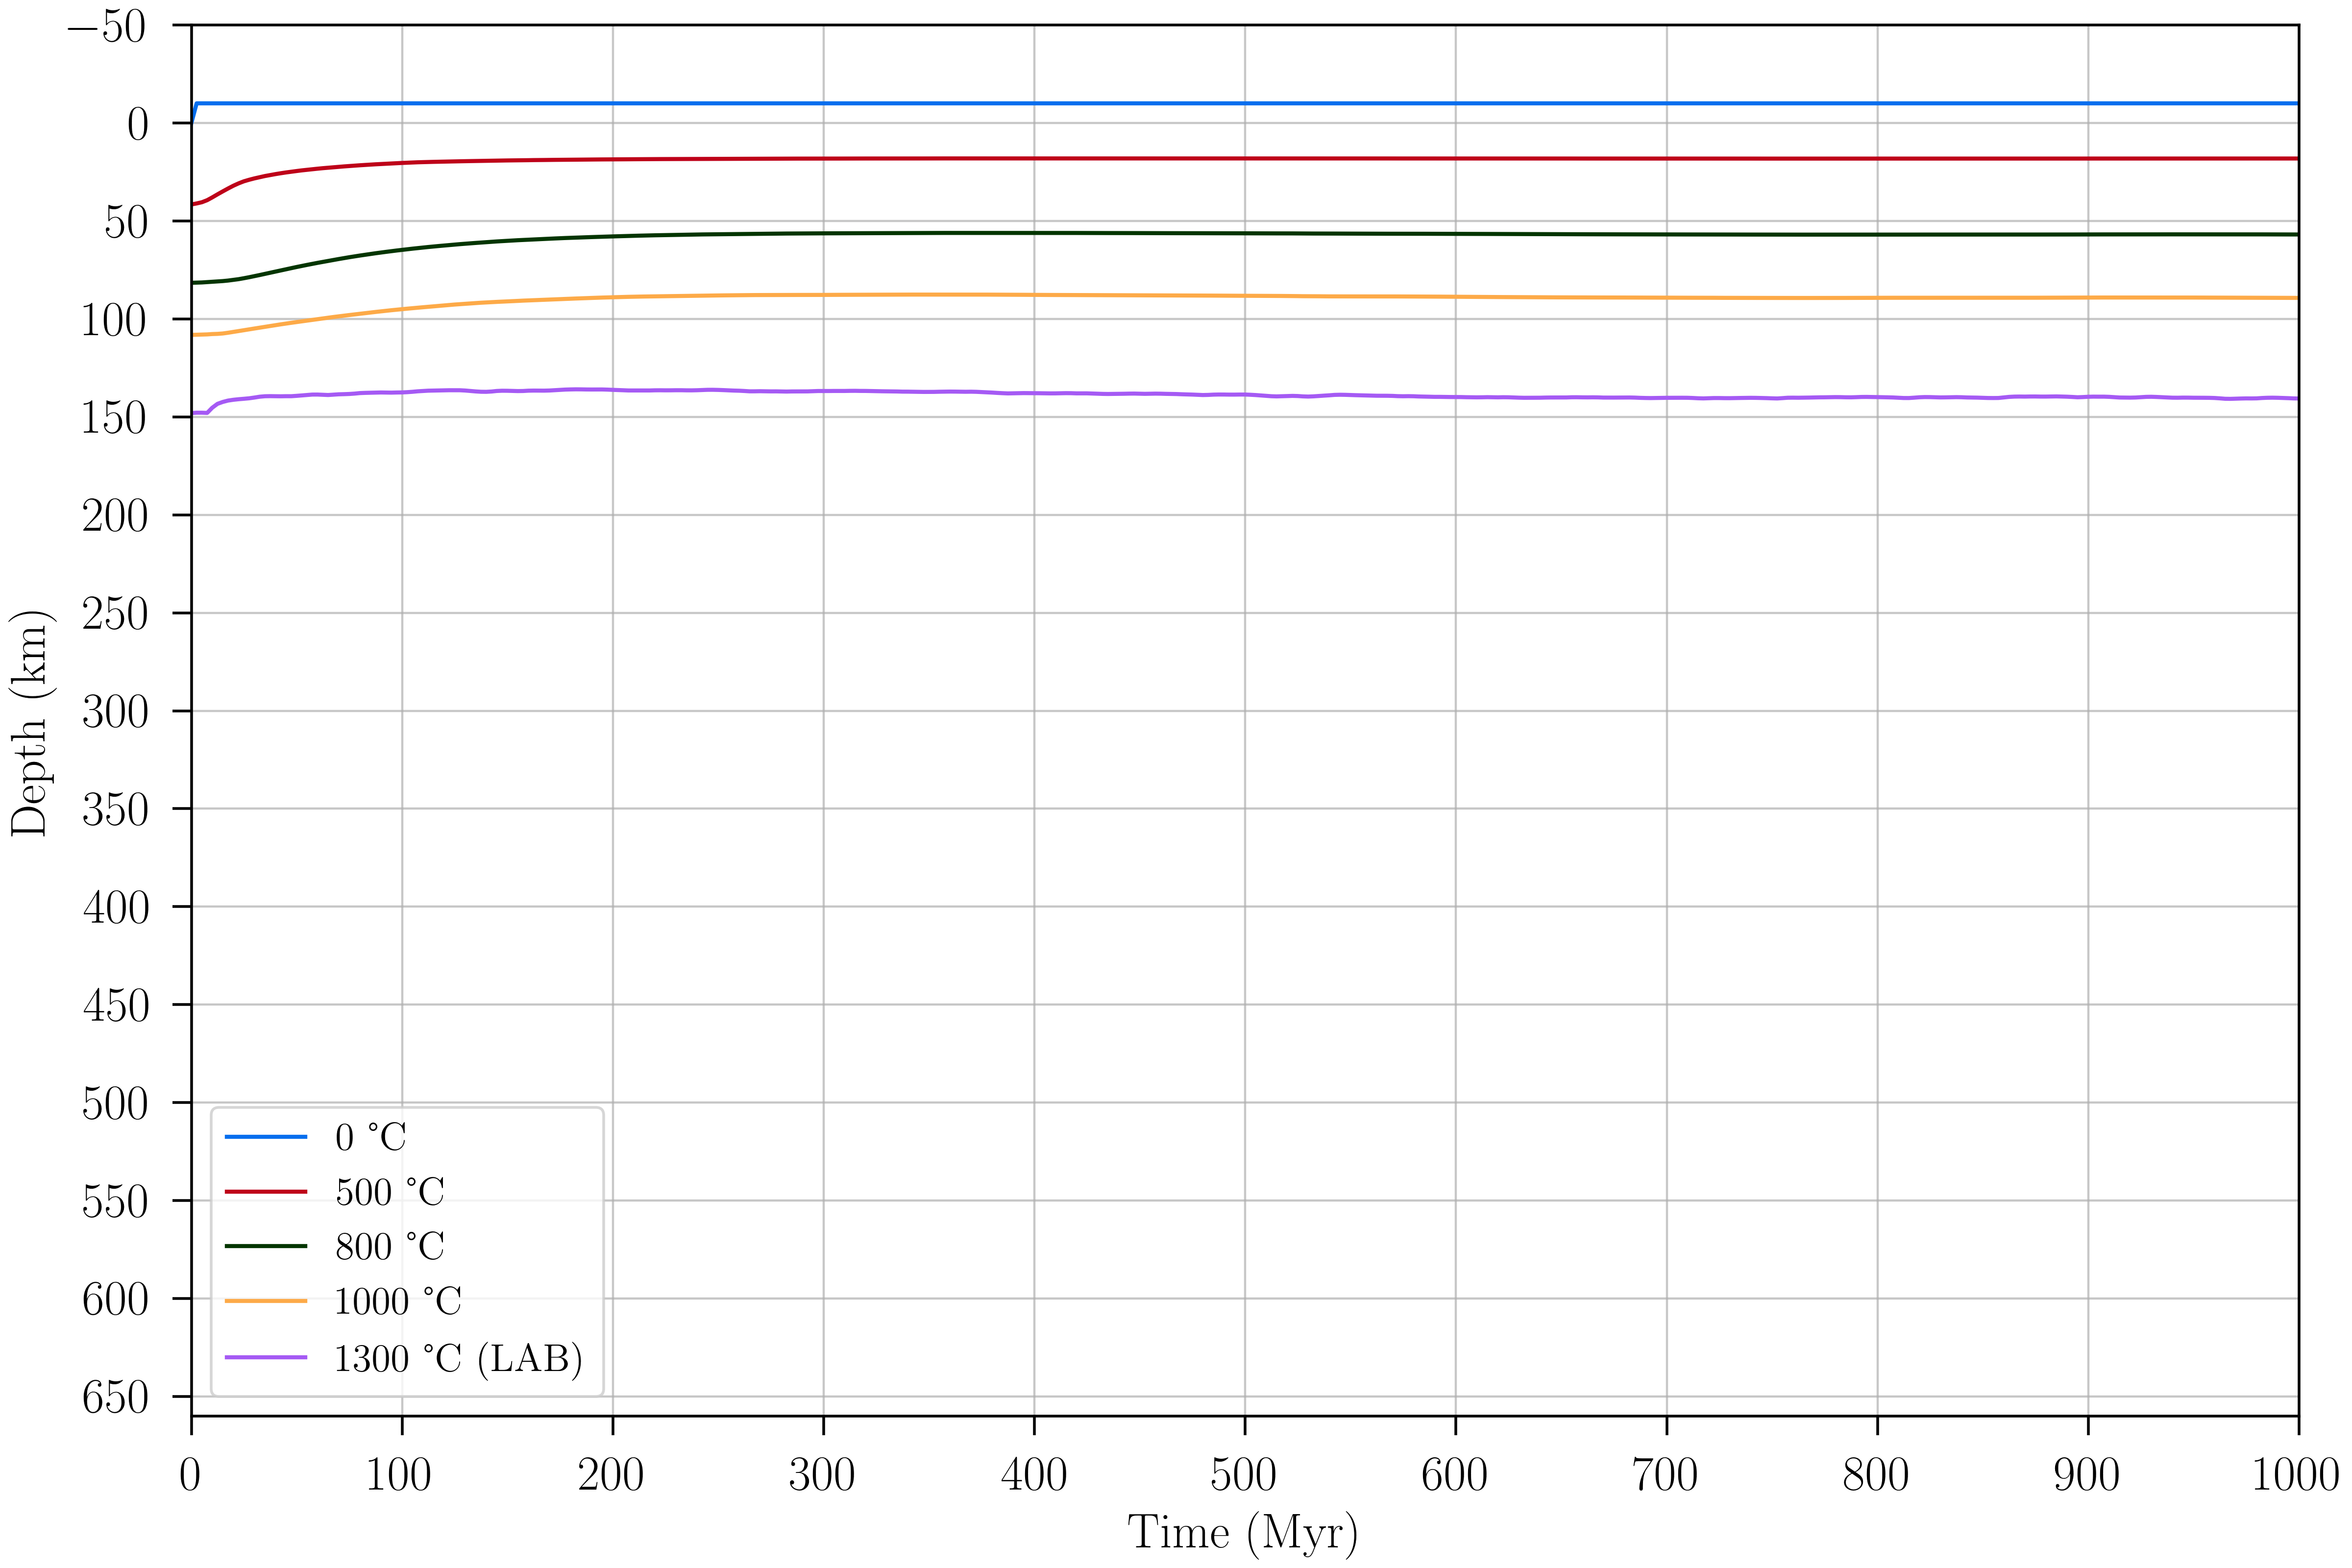 −50
0
50
100
150
200
250
300
350
400
450
500
550
600
650
Depth (km)
0 °C
500 °C
800 °C
1000 °C
1300 °C (LAB)
0 100 200 300 400 500 600 700 800 900 1000
Time (Myr)